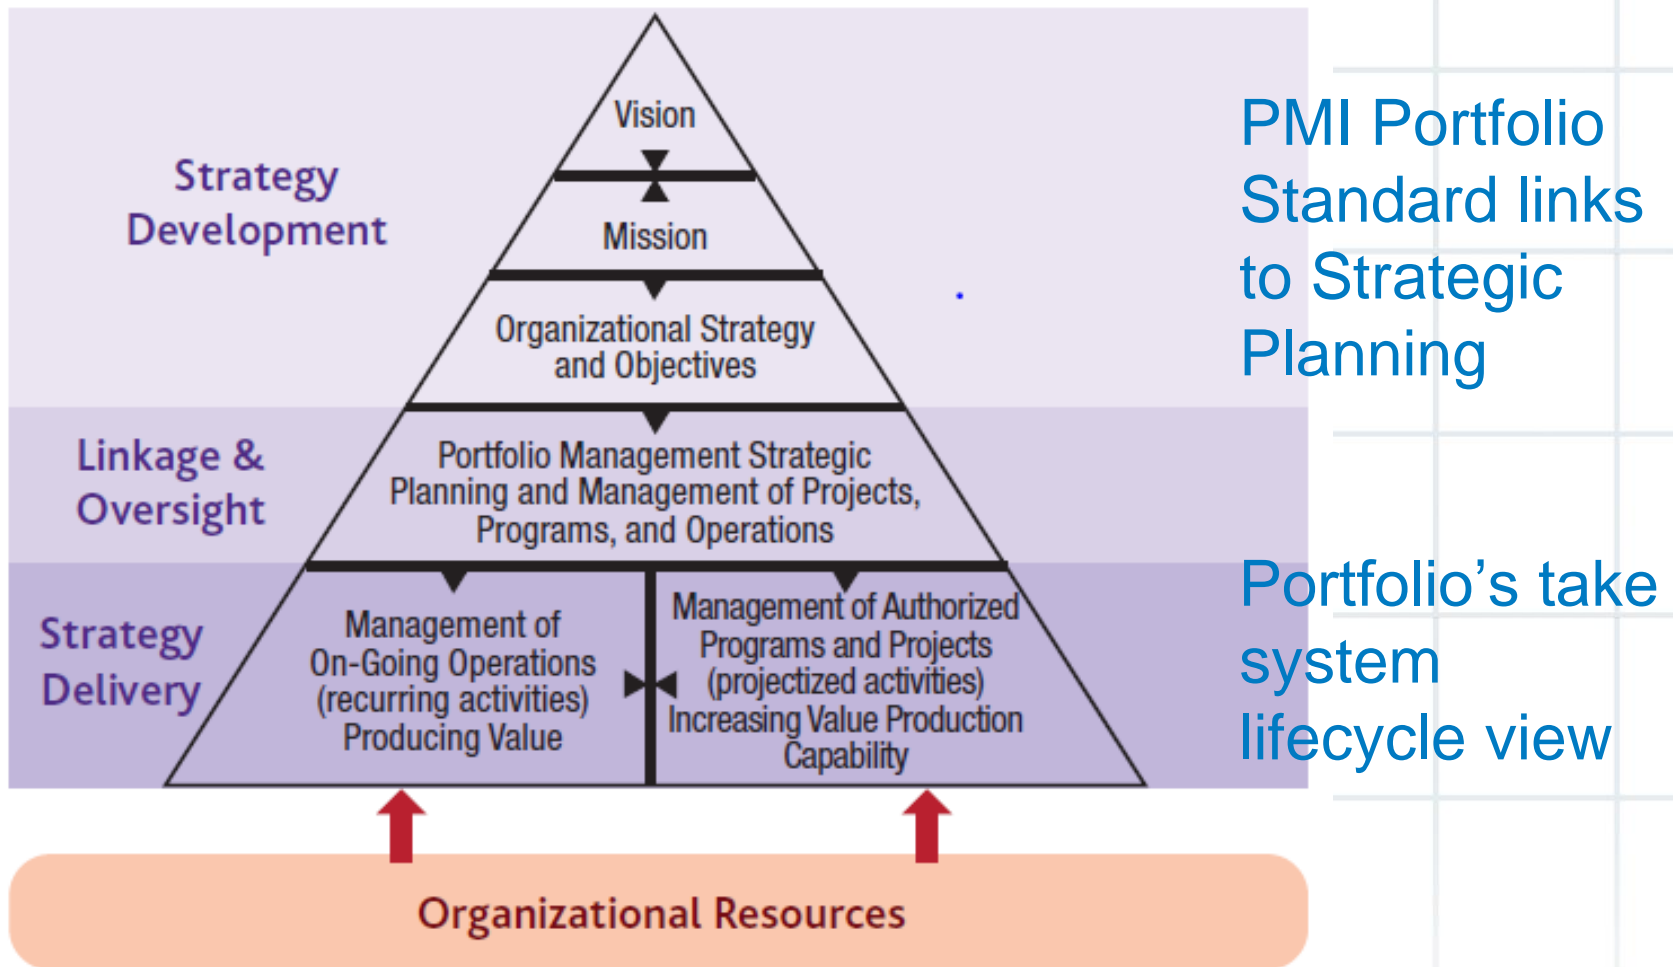 Strategy
Development
Vision
Mission
Organizational Strategy
and Objectives
PMI Portfolio
Standard links
to Strategic
Planning
Linkage &
Oversight
Portfolio Management Strategic
Planning and Management of Projects,
Programs, and Operations
Strategy
Delivery
Management of
On-Going Operations
(recurring activities)
Producing Value
Management of Authorized
Programs and Projects
(projectized activities)
Increasing Value Production
Capability
Portfolio’s take
system
lifecycle view
Organizational Resources